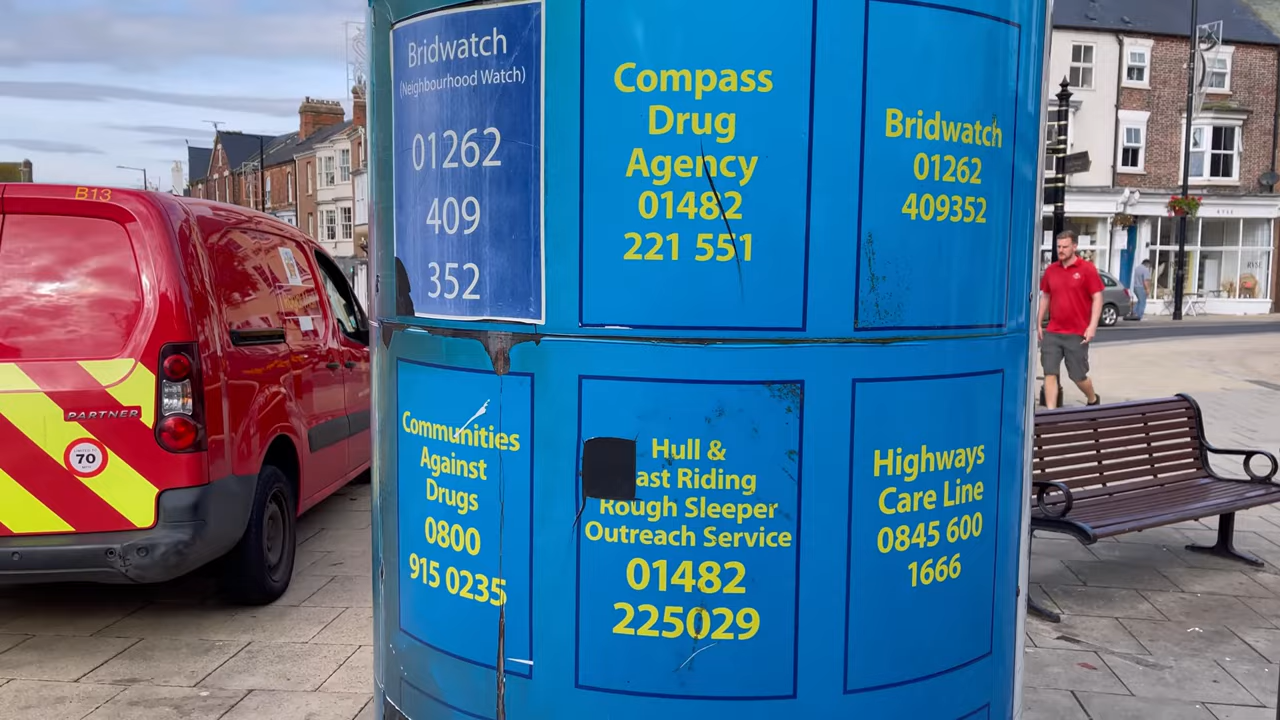 Bridwatch
(Neighbourhood Watch)
01262
409
352
Compass
Drug
Agency
01482
221 551
Bridwatch
01262
409352
Communities
Against
Drugs
0800
915 0235
Hull &
ast Riding
Rough Sleeper
Outreach Service
01482
225029
Highways
Care Line
0845 600
1666
B13
PARTNER
70
RYSE